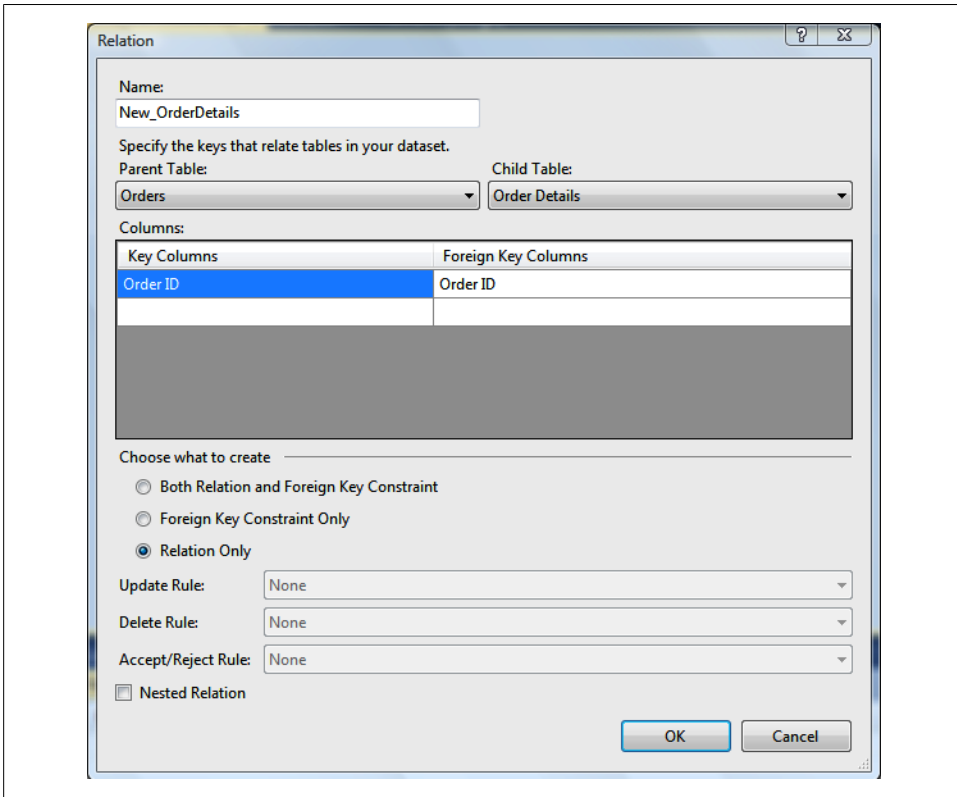 Relation
Name:
New_OrderDetails
Specify the keys that relate tables in your dataset.
Parent Table: Child Table:
Orders Order Details
Columns:
Key Columns Foreign Key Columns
Order ID Order ID
Choose what to create
Both Relation and Foreign Key Constraint
Foreign Key Constraint Only
Relation Only
Update Rule: None
Delete Rule: None
Accept/Reject Rule: None
Nested Relation
OK Cancel